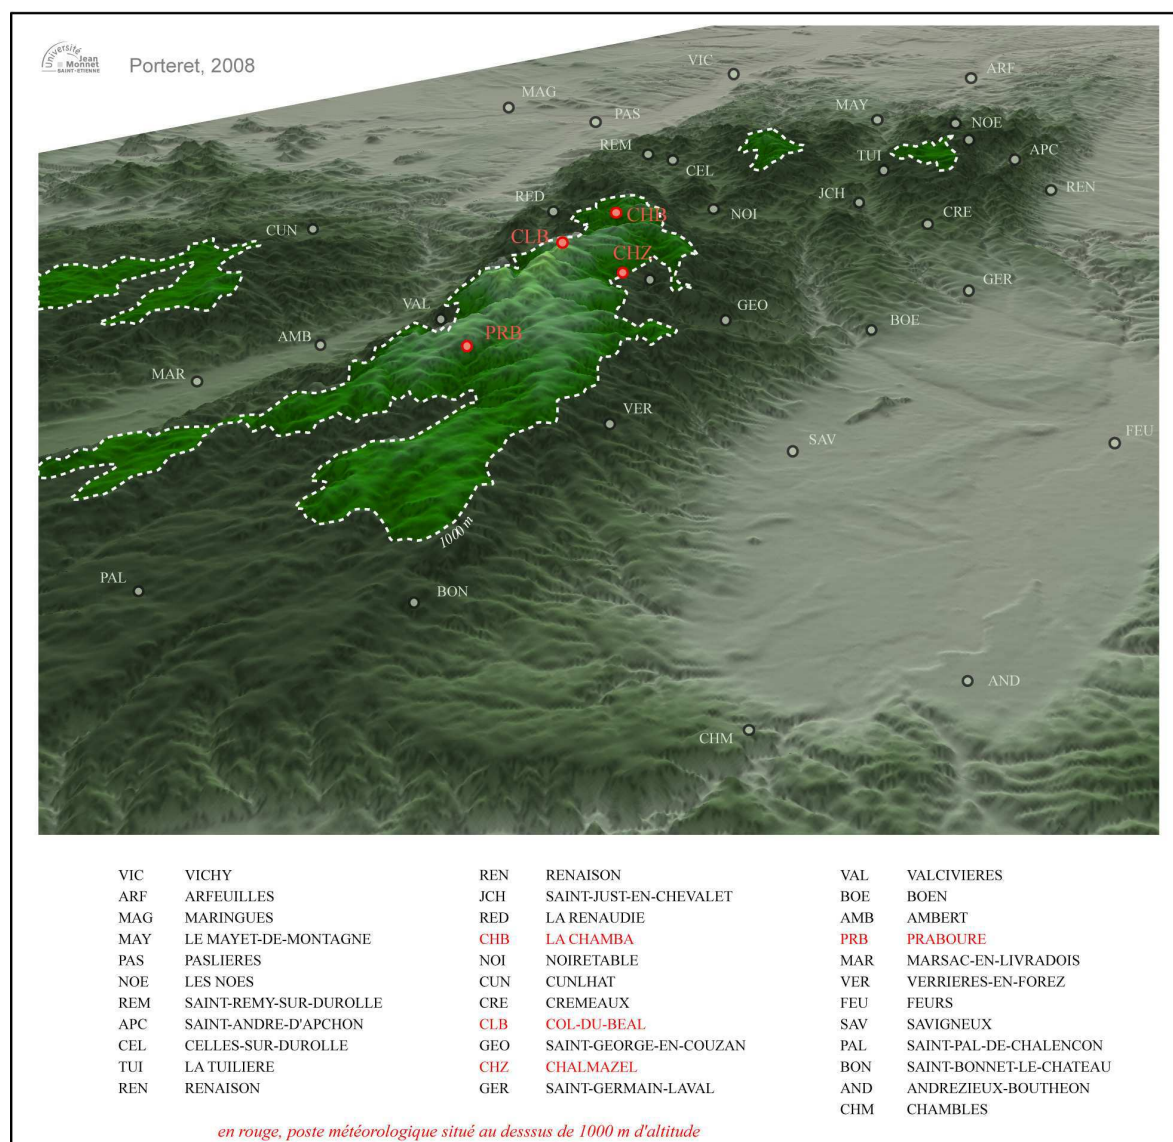 Université
Jean
Monnet
SAINT-ETIENNE
Porteret, 2008
VIC
ARF
MAG
PAS
MAY
NOE
REM
CEL
TUI
APC
REN
RED
CHB
NOI
JCH
CRE
CUN
CLB
CHZ
GER
VAL
GEO
BOE
AMB
PRB
MAR
VER
SAV
FEU
1000 m
PAL
BON
AND
CHM
VIC VICHY
ARF ARFEUILLES
MAG MARINGUES
MAY LE MAYET-DE-MONTAGNE
PAS PASLIERES
NOE LES NOES
REM SAINT-REMY-SUR-DUROLLE
APC SAINT-ANDRE-D'APCHON
CEL CELLES-SUR-DUROLLE
TUI LA TUILIERE
REN RENAISON
REN RENAISON
JCH SAINT-JUST-EN-CHEVALET
RED LA RENAUDIE
CHB LA CHAMBA
NOI NOIRETABLE
CUN CUNLHAT
CRE CREMEAUX
CLB COL-DU-BEAL
GEO SAINT-GEORGE-EN-COUZAN
CHZ CHALMAZEL
GER SAINT-GERMAIN-LAVAL
VAL VALCIVIERES
BOE BOEN
AMB AMBERT
PRB PRABOURE
MAR MARSAC-EN-LIVRADOIS
VER VERRIERES-EN-FOREZ
FEU FEURS
SAV SAVIGNEUX
PAL SAINT-PAL-DE-CHALENCON
BON SAINT-BONNET-LE-CHATEAU
AND ANDREZIEUX-BOUTHEON
CHM CHAMBLES
en rouge, poste météorologique situé au desssus de 1000 m d'altitude